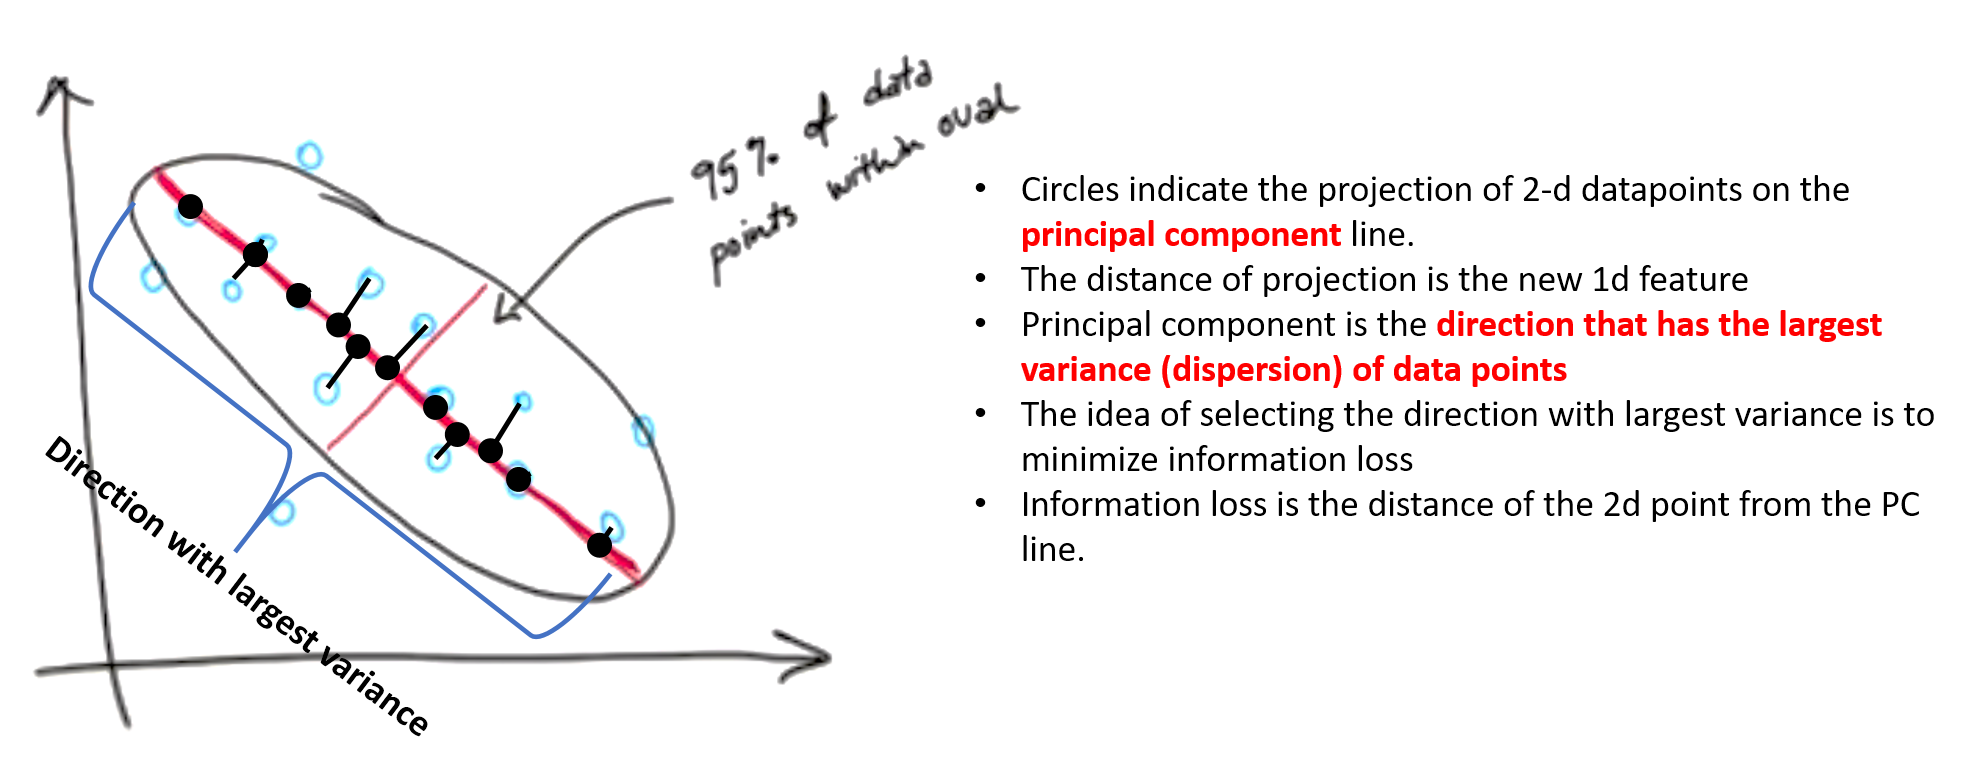 95% of data
points within oval
Direction with largest variance
• Circles indicate the projection of 2-d datapoints on the
principal component line.
• The distance of projection is the new 1d feature
• Principal component is the direction that has the largest
variance (dispersion) of data points
• The idea of selecting the direction with largest variance is to
minimize information loss
• Information loss is the distance of the 2d point from the PC
line.